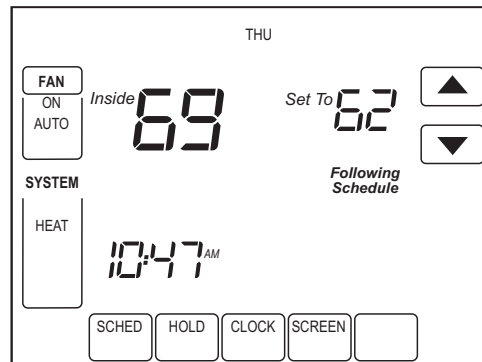 THU
FAN
ON
AUTO
Inside 69
Set To 62
Following
Schedule
SYSTEM
HEAT
10:47 AM
SCHED HOLD CLOCK SCREEN